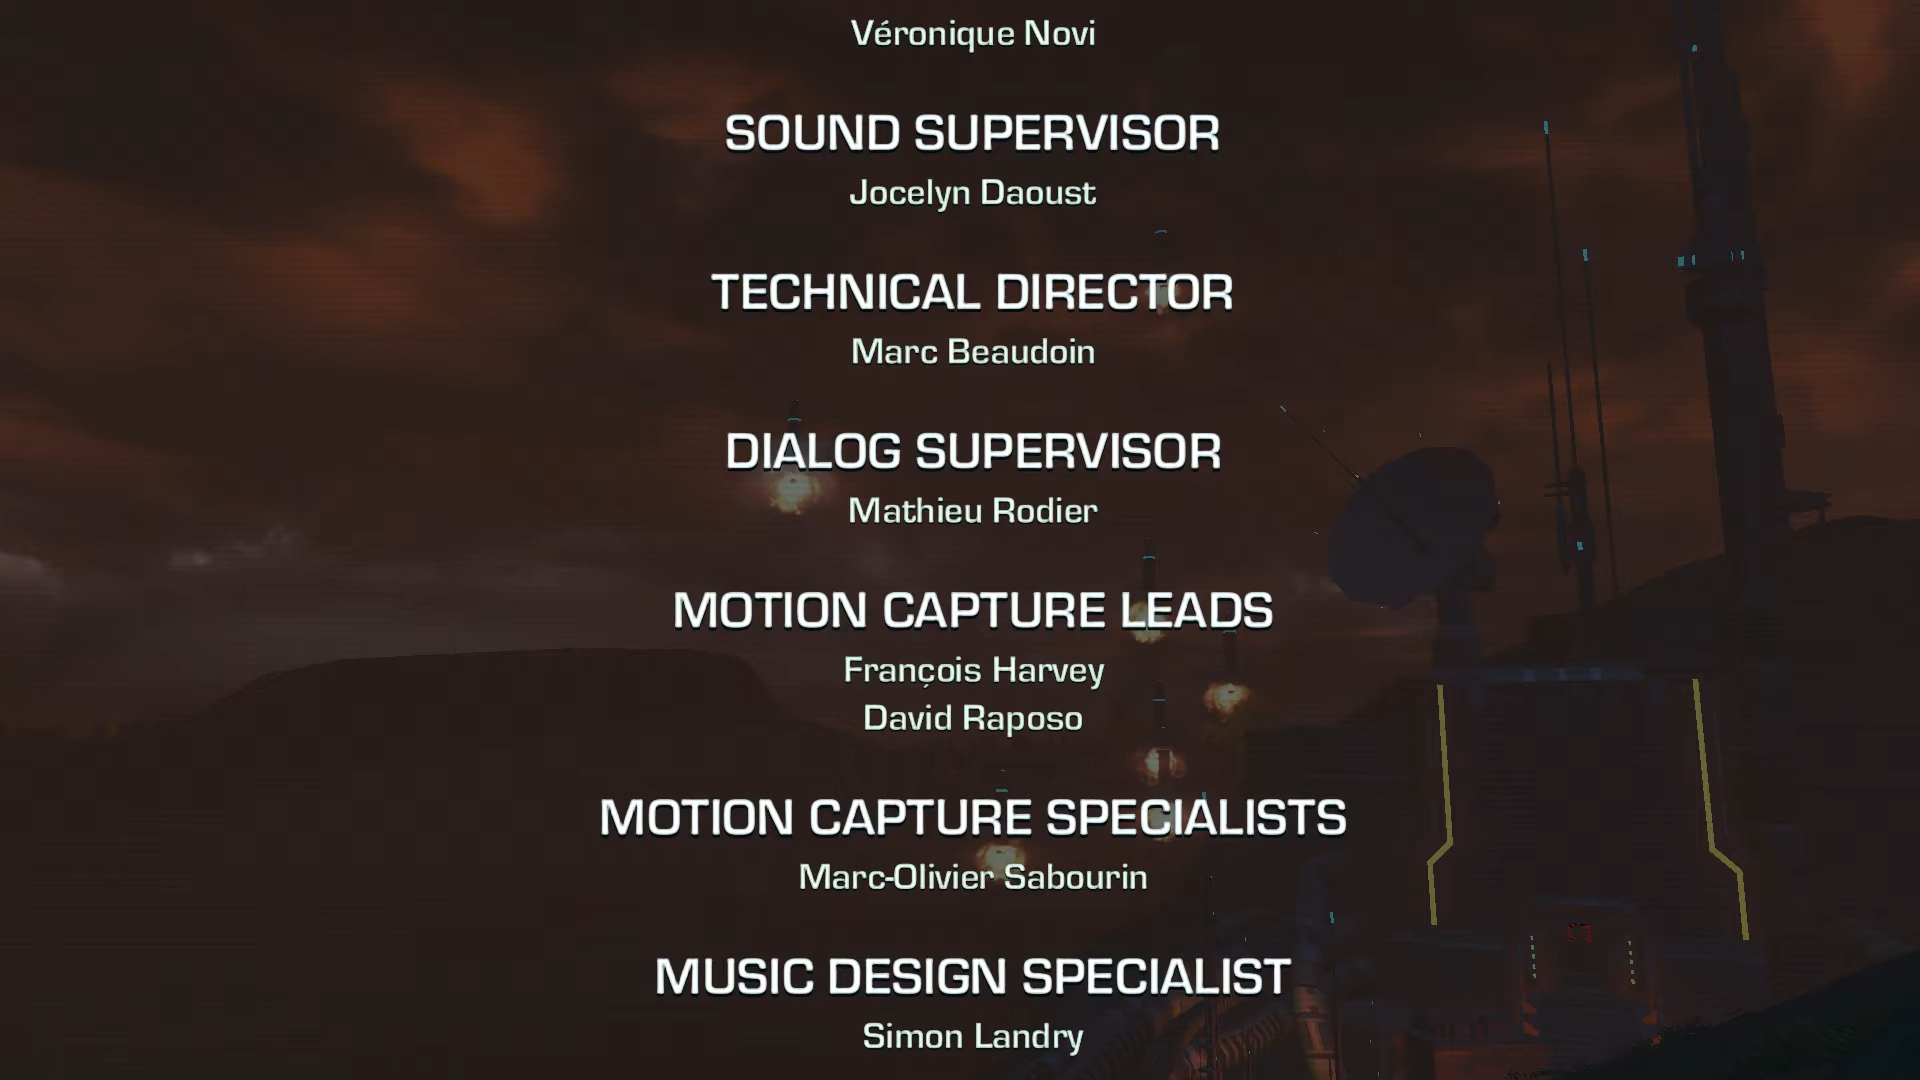 Véronique Novi
SOUND SUPERVISOR
Jocelyn Daoust
TECHNICAL DIRECTOR
Marc Beaudoin
DIALOG SUPERVISOR
Mathieu Rodier
MOTION CAPTURE LEADS
François Harvey
David Raposo
MOTION CAPTURE SPECIALISTS
Marc-Olivier Sabourin
MUSIC DESIGN SPECIALIST
Simon Landry